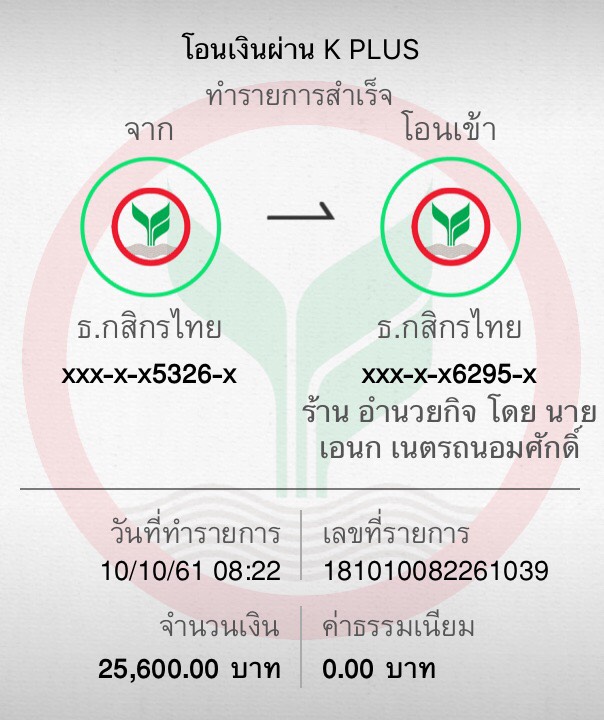 โอนเงินผ่าน K PLUS
ทำรายการสำเร็จ
จาก
โอนเข้า
ธ.กสิกรไทย
ธ.กสิกรไทย
xxx-x-x5326-x
xxx-x-x6295-x
ร้าน อำนวยกิจ โดย นาย
เอนก เนตรถนอมศักดิ์
วันที่ทำรายการ
เลขที่รายการ
10/10/61 08:22
181010082261039
จำนวนเงิน
ค่าธรรมเนียม
25,600.00 บาท
0.00 บาท